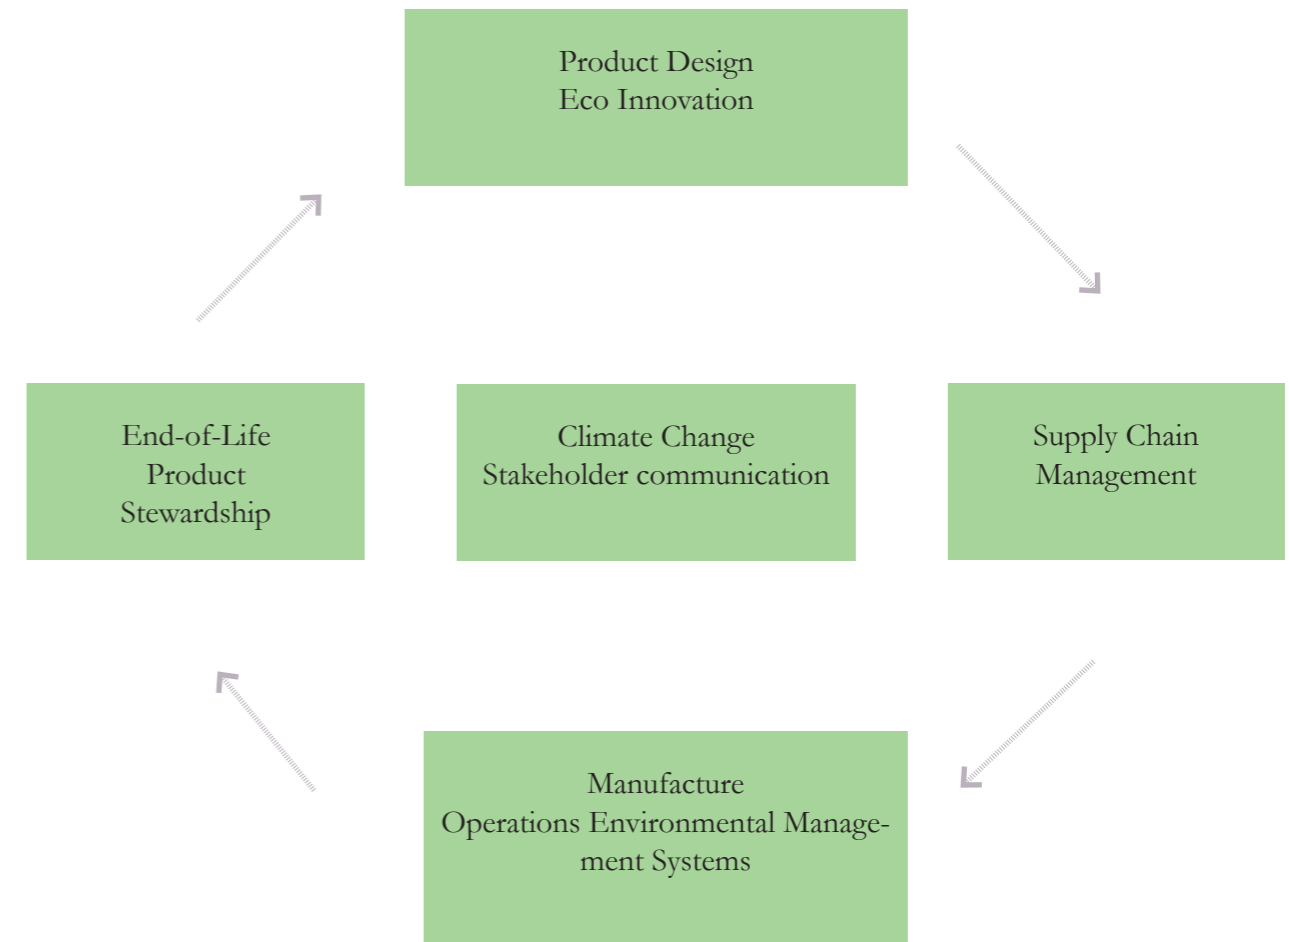 Product Design
Eco Innovation
End-of-Life
Product
Stewardship
Climate Change
Stakeholder communication
Supply Chain
Management
Manufacture
Operations Environmental Manage-
ment Systems